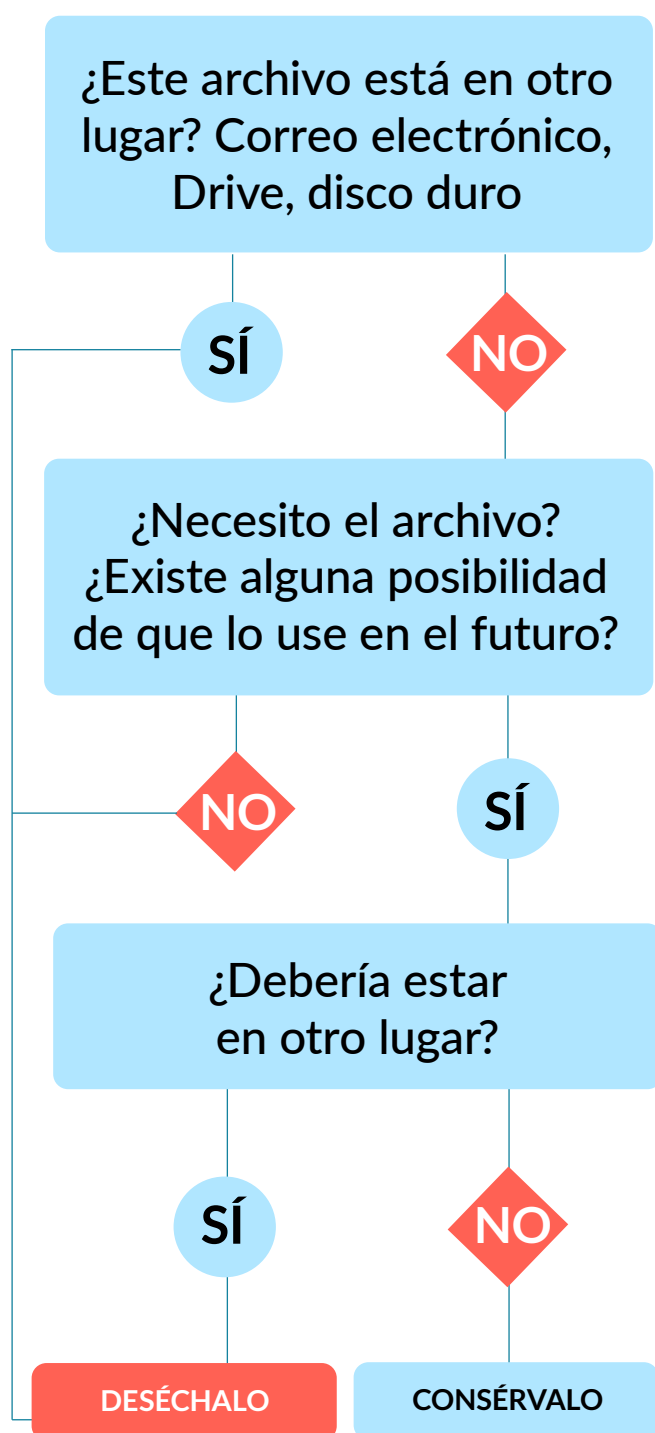 ¿Este archivo está en otro
lugar? Correo electrónico,
Drive, disco duro
SÍ
NO
¿Necesito el archivo?
¿Existe alguna posibilidad
de que lo use en el futuro?
NO
SÍ
¿Debería estar
en otro lugar?
SÍ
NO
DESÉCHALO
CONSÉRVALO